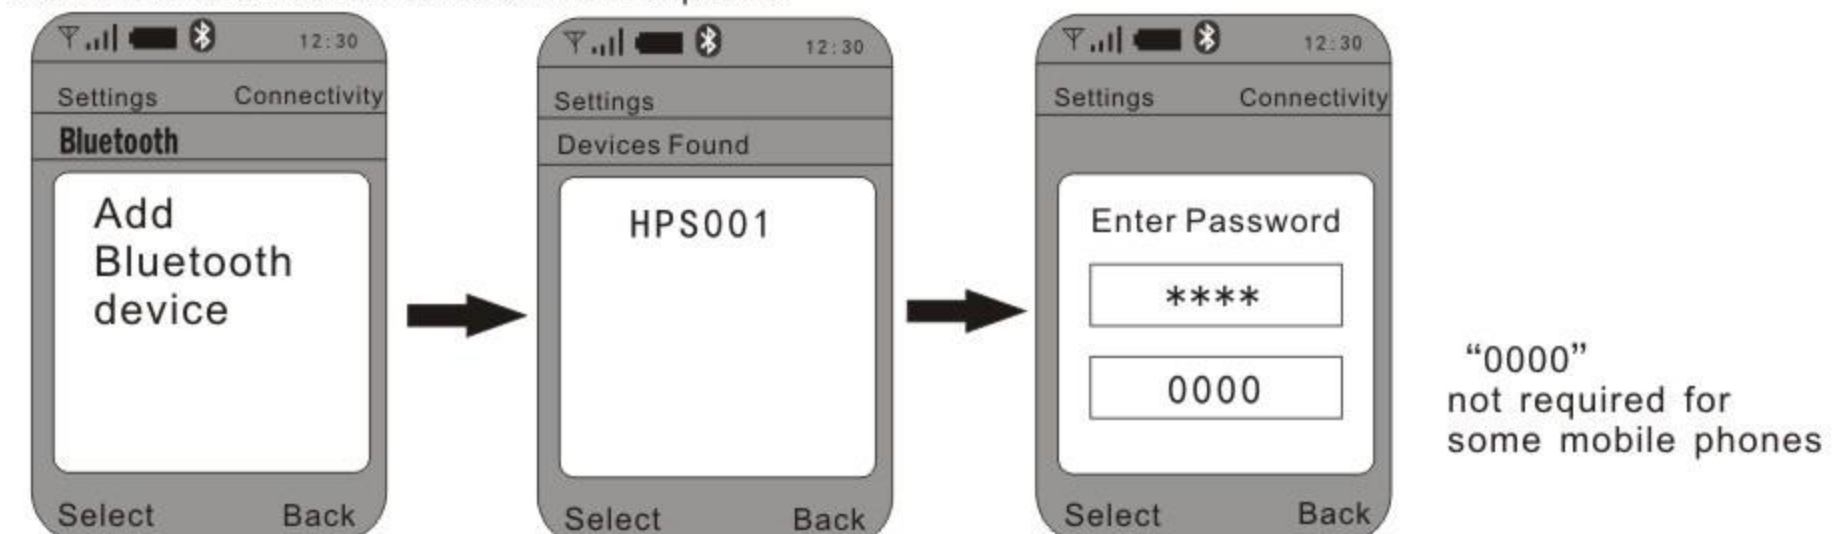 12:30
Settings Connectivity
Bluetooth
Add
Bluetooth
device
Select Back
12:30
Settings
Devices Found
HPS001
Select Back
12:30
Settings Connectivity
Enter Password
****
0000
Select Back
“0000”
not required for
some mobile phones